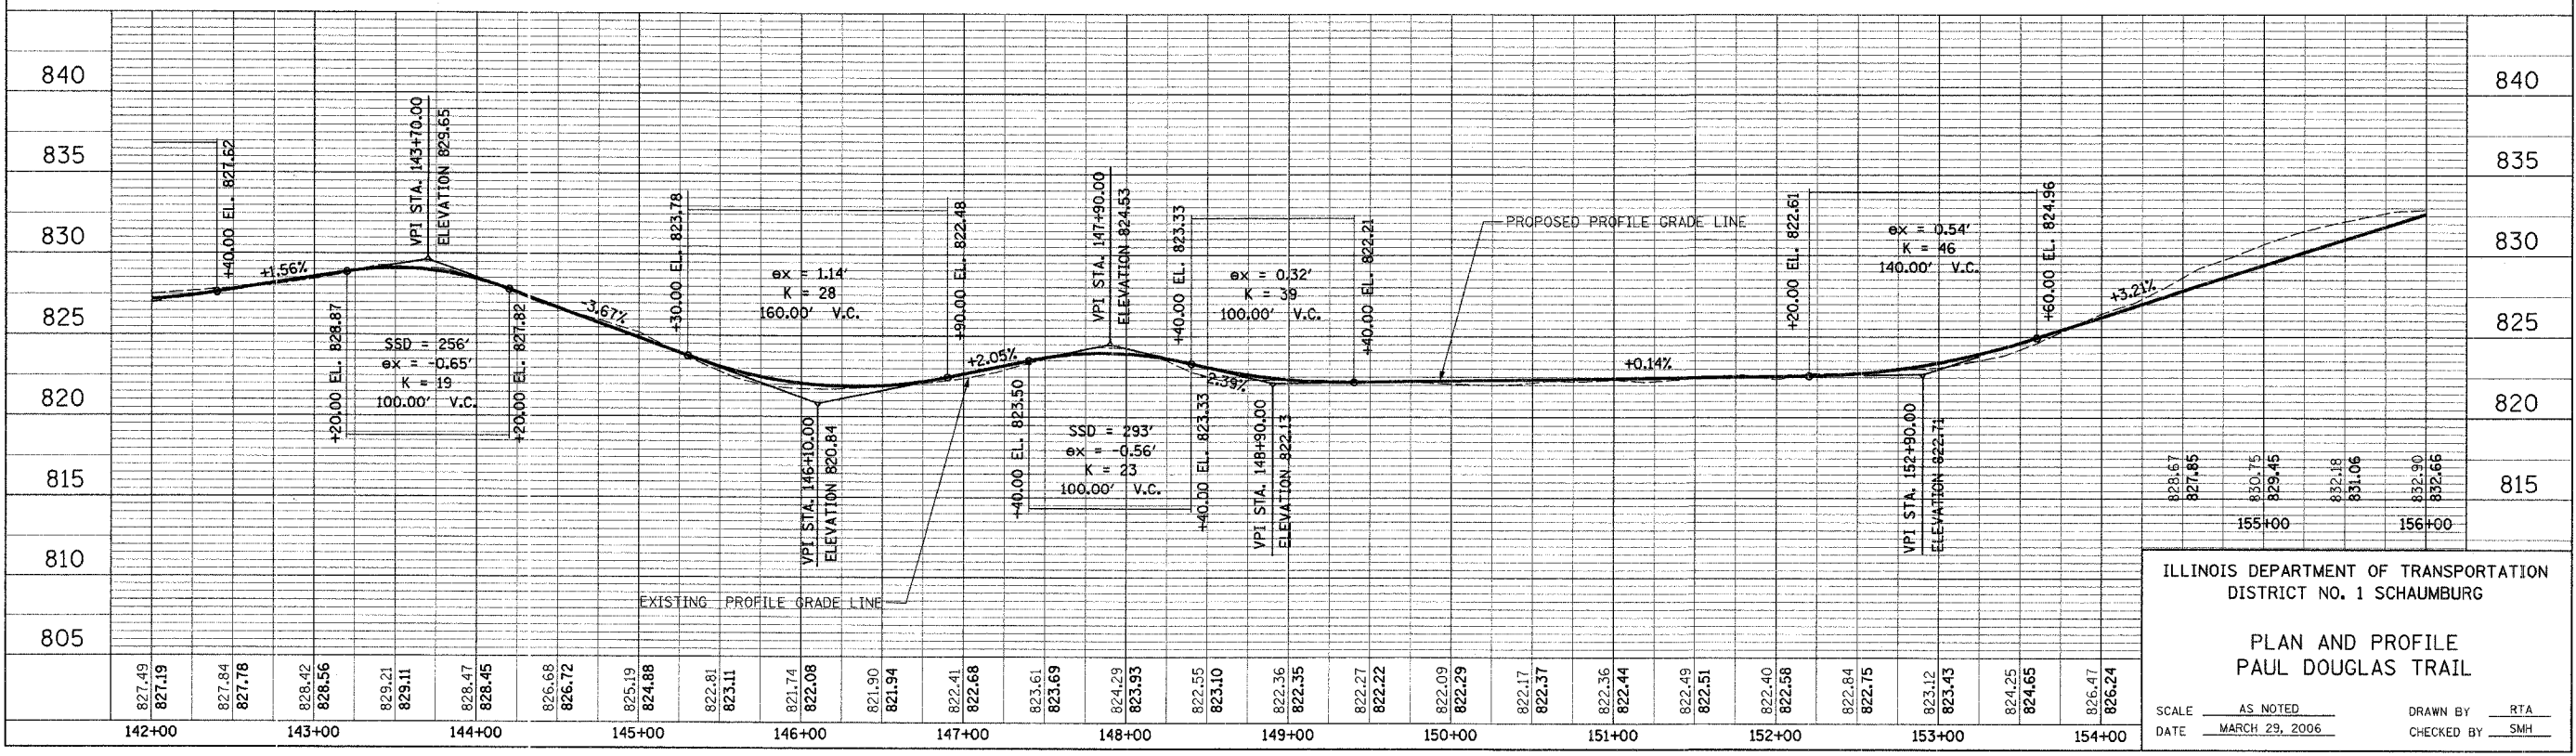 840
835
830
825
820
815
810
805
840
835
830
825
820
815
+40.00 EL. 827.62
+1.56%
VPI STA. 143+70.00
ELEVATION 829.65
+20.00 EL. 828.87
SSD = 256'
ex = -0.65'
K = 19
100.00' V.C.
+20.00 EL. 827.82
-3.67%
+30.00 EL. 823.78
ex = 1.14'
K = 28
160.00' V.C.
+90.00 EL. 822.48
VPI STA. 146+10.00
ELEVATION 820.84
EXISTING PROFILE GRADE LINE
+2.05%
+40.00 EL. 823.50
VPI STA. 147+90.00
ELEVATION 824.53
SSD = 293'
ex = -0.56'
K = 23
100.00' V.C.
+40.00 EL. 823.33
+40.00 EL. 823.33
-2.39%
ex = 0.32'
K = 39
100.00' V.C.
VPI STA. 148+90.00
ELEVATION 822.13
+40.00 EL. 822.21
PROPOSED PROFILE GRADE LINE
+0.14%
+20.00 EL. 822.61
ex = 0.54'
K = 46
140.00' V.C.
VPI STA. 152+90.00
ELEVATION 822.71
+60.00 EL. 824.96
+3.21%
828.67
827.85
830.75
829.45
832.18
831.06
832.90
832.66
155+00
156+00
827.49
827.19
827.84
827.78
828.42
828.56
829.21
829.11
828.47
828.45
826.68
826.72
825.19
824.88
822.81
823.11
821.74
822.08
821.90
821.94
822.41
822.68
823.61
823.69
824.29
823.93
822.55
823.10
822.36
822.35
822.27
822.22
822.09
822.29
822.17
822.37
822.36
822.44
822.49
822.51
822.40
822.58
822.84
822.75
823.12
823.43
824.25
824.65
826.47
826.24
142+00
143+00
144+00
145+00
146+00
147+00
148+00
149+00
150+00
151+00
152+00
153+00
154+00
ILLINOIS DEPARTMENT OF TRANSPORTATION
DISTRICT NO. 1 SCHAUMBURG
PLAN AND PROFILE
PAUL DOUGLAS TRAIL
SCALE AS NOTED
DATE MARCH 29, 2006
DRAWN BY RTA
CHECKED BY SMH